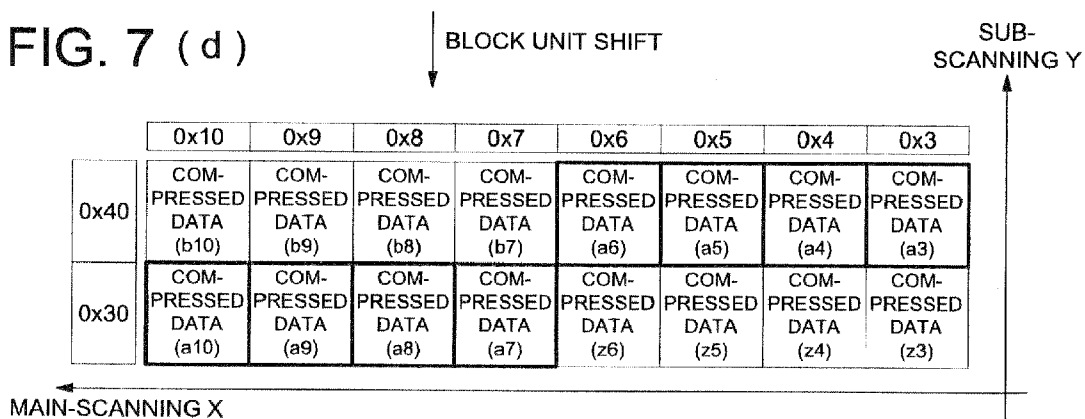 FIG. 7 (d)
BLOCK UNIT SHIFT
SUB-
SCANNING Y
0x10 0x9 0x8 0x7 0x6 0x5 0x4 0x3
0x40
COM-
PRESSED
DATA
(b10)
COM-
PRESSED
DATA
(b9)
COM-
PRESSED
DATA
(b8)
COM-
PRESSED
DATA
(b7)
COM-
PRESSED
DATA
(a6)
COM-
PRESSED
DATA
(a5)
COM-
PRESSED
DATA
(a4)
COM-
PRESSED
DATA
(a3)
0x30
COM-
PRESSED
DATA
(a10)
COM-
PRESSED
DATA
(a9)
COM-
PRESSED
DATA
(a8)
COM-
PRESSED
DATA
(a7)
COM-
PRESSED
DATA
(z6)
COM-
PRESSED
DATA
(z5)
COM-
PRESSED
DATA
(z4)
COM-
PRESSED
DATA
(z3)
MAIN-SCANNING X